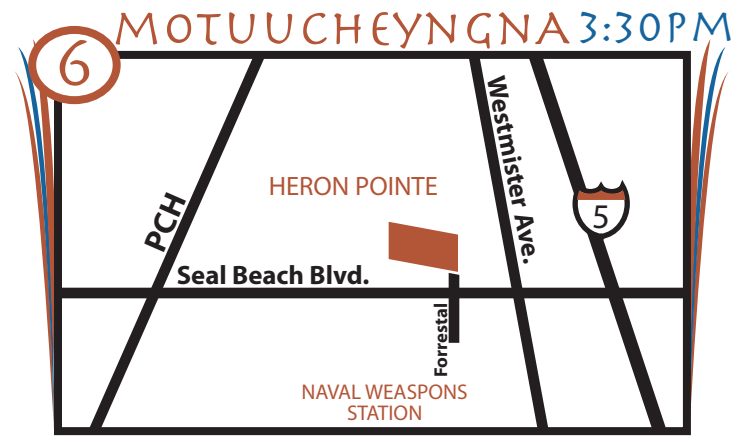 MOTUUCHEYNGNA 3:30PM
6
Westmister Ave.
PCH
HERON POINTE
5
Seal Beach Blvd.
Forrestal
NAVAL WEASPONS
STATION